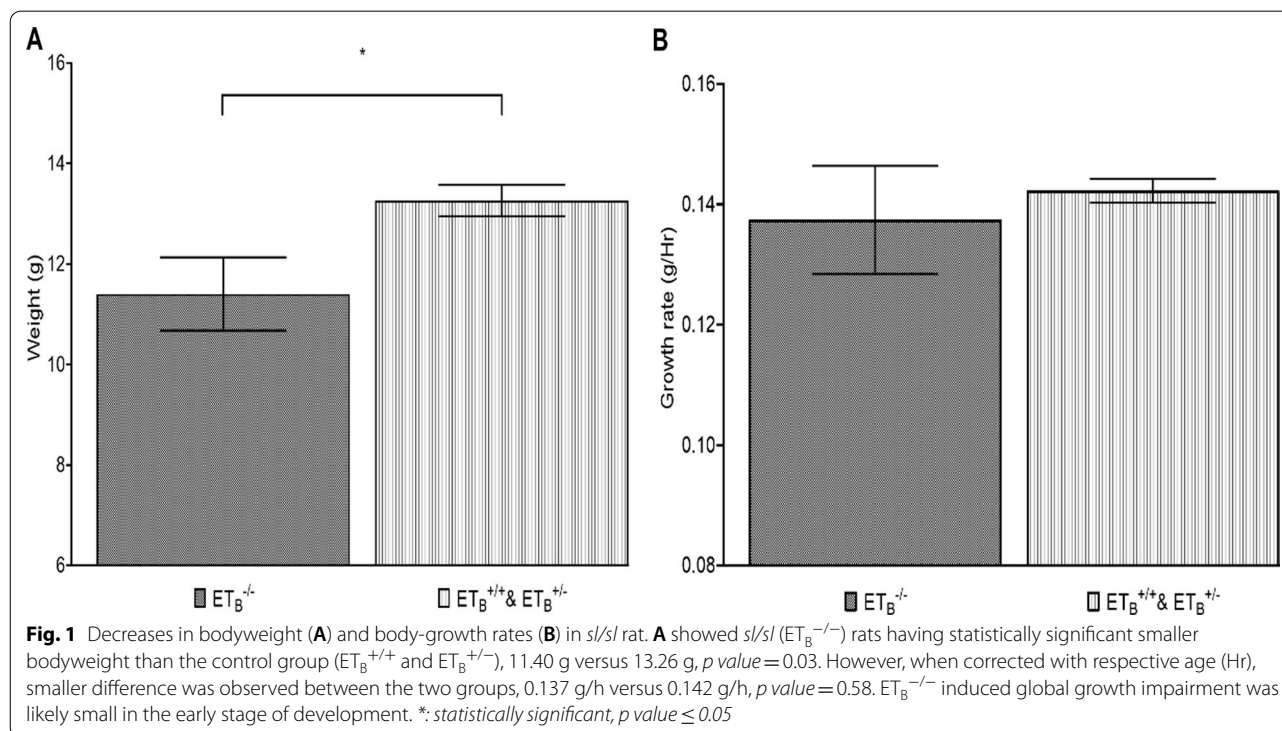 A
B
*
16
14
12
10
8
6
Weight (g)
0.16
0.14
0.12
0.10
0.08
Growth rate (g/Hr)
ET_B^-/-
ET_B^+/+& ET_B^+/-
ET_B^-/-
ET_B^+/+& ET_B^+/-
Fig. 1 Decreases in bodyweight (A) and body-growth rates (B) in sl/sl rat. A showed sl/sl (ET_B^−/−) rats having statistically significant smaller
bodyweight than the control group (ET_B^+/+ and ET_B^+/−), 11.40 g versus 13.26 g, p value = 0.03. However, when corrected with respective age (Hr),
smaller difference was observed between the two groups, 0.137 g/h versus 0.142 g/h, p value = 0.58. ET_B^−/− induced global growth impairment was
likely small in the early stage of development. *: statistically significant, p value ≤ 0.05